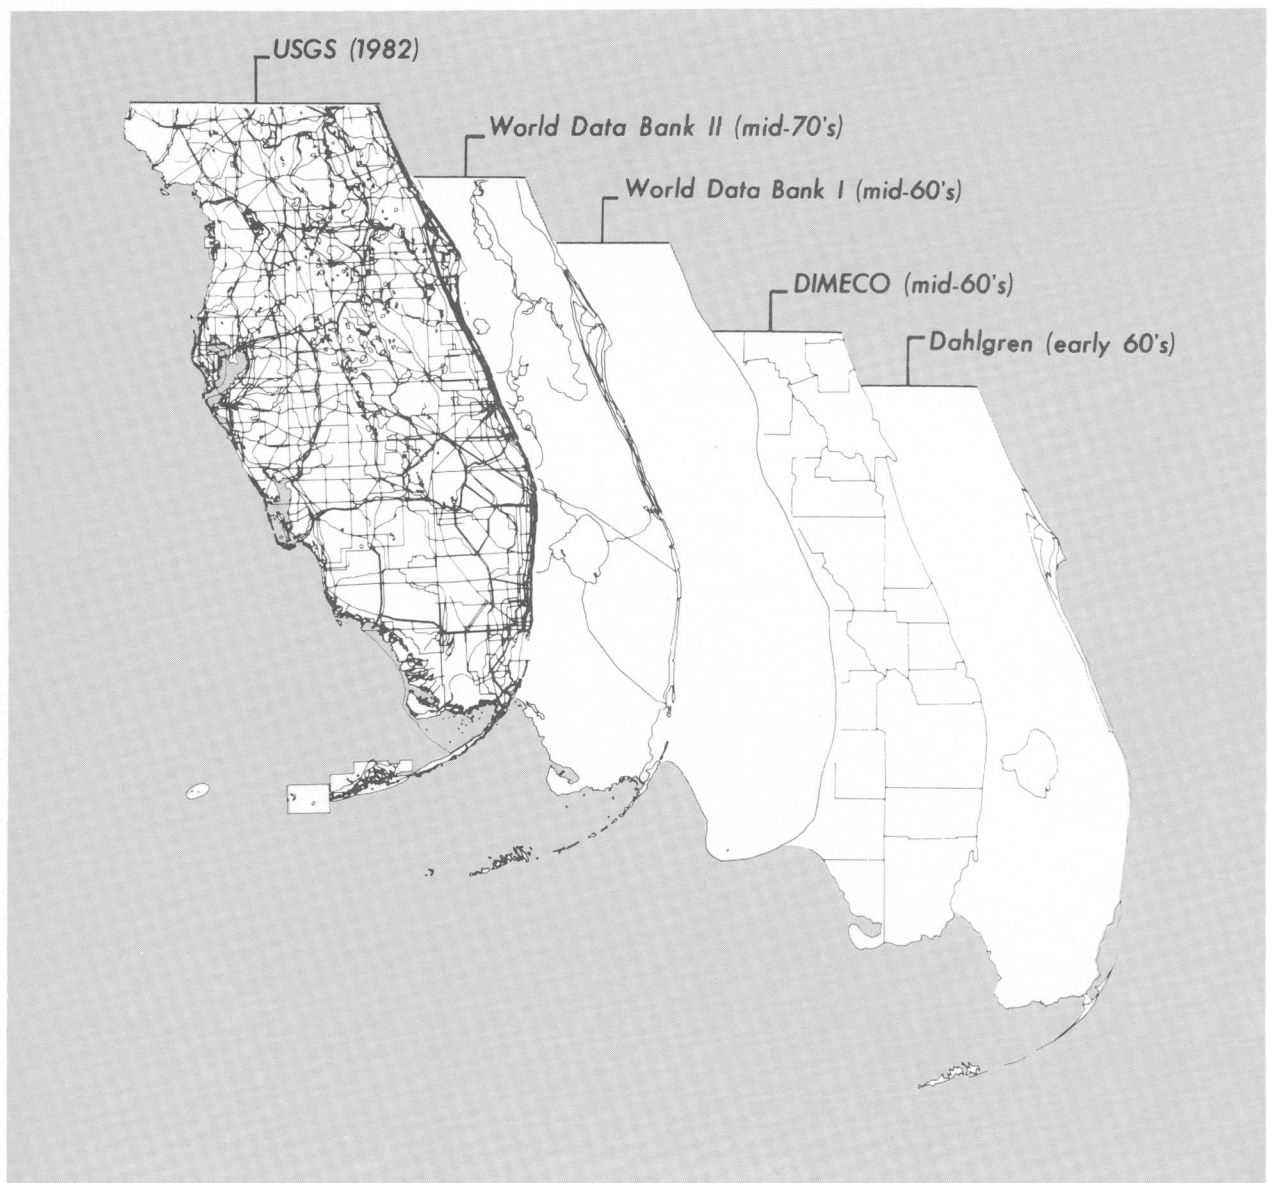 USGS (1982)
World Data Bank II (mid-70's)
World Data Bank I (mid-60's)
DIMECO (mid-60's)
Dahlgren (early 60's)